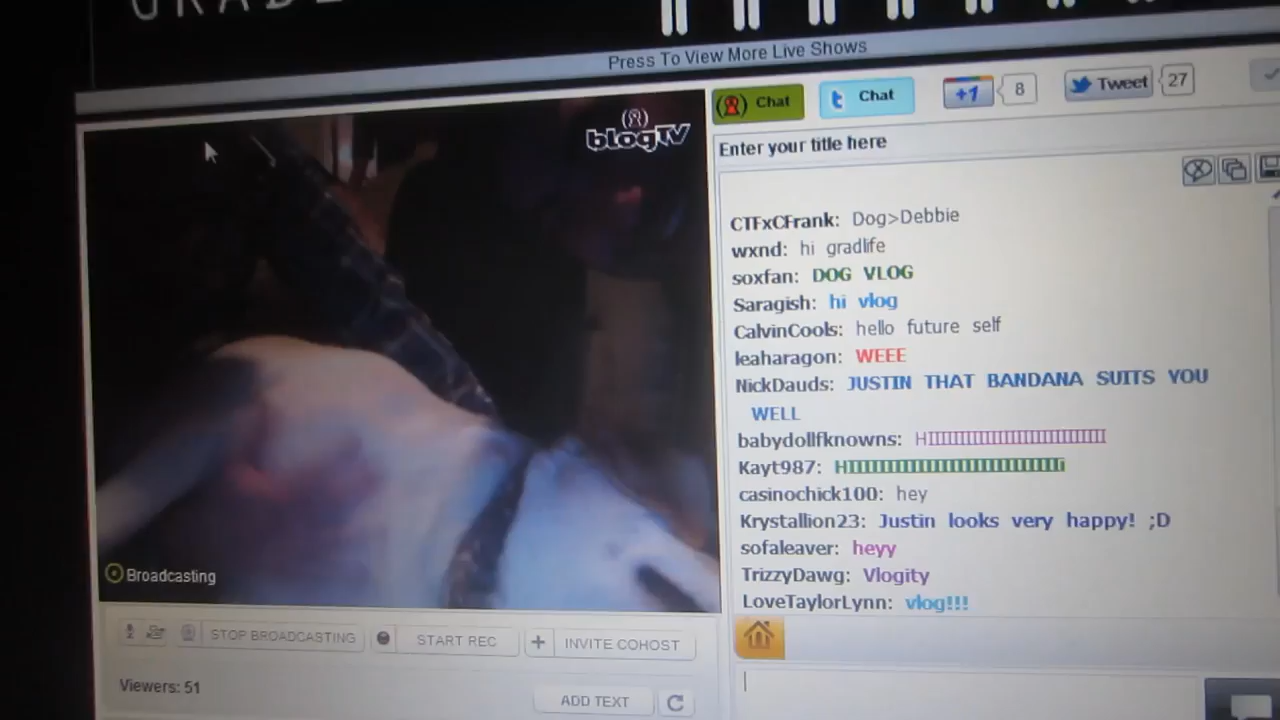 Press To View More Live Shows
Chat
Chat
+1
8
Tweet
27
blogTV
Enter your title here
CTFxCFrank: Dog>Debbie
wxnd: hi gradlife
soxfan: DOG VLOG
Saragish: hi vlog
CalvinCools: hello future self
leaharagon: WEEE
NickDauds: JUSTIN THAT BANDANA SUITS YOU
WELL
babydollfknowns:
Kayt987:
casinochick100: hey
Krystallion23: Justin looks very happy! ;D
sofaleaver: heyy
TrizzyDawg: Vlogity
LoveTaylorLynn: vlog!!!
Broadcasting
STOP BROADCASTING
START REC
INVITE COHOST
Viewers: 51
ADD TEXT